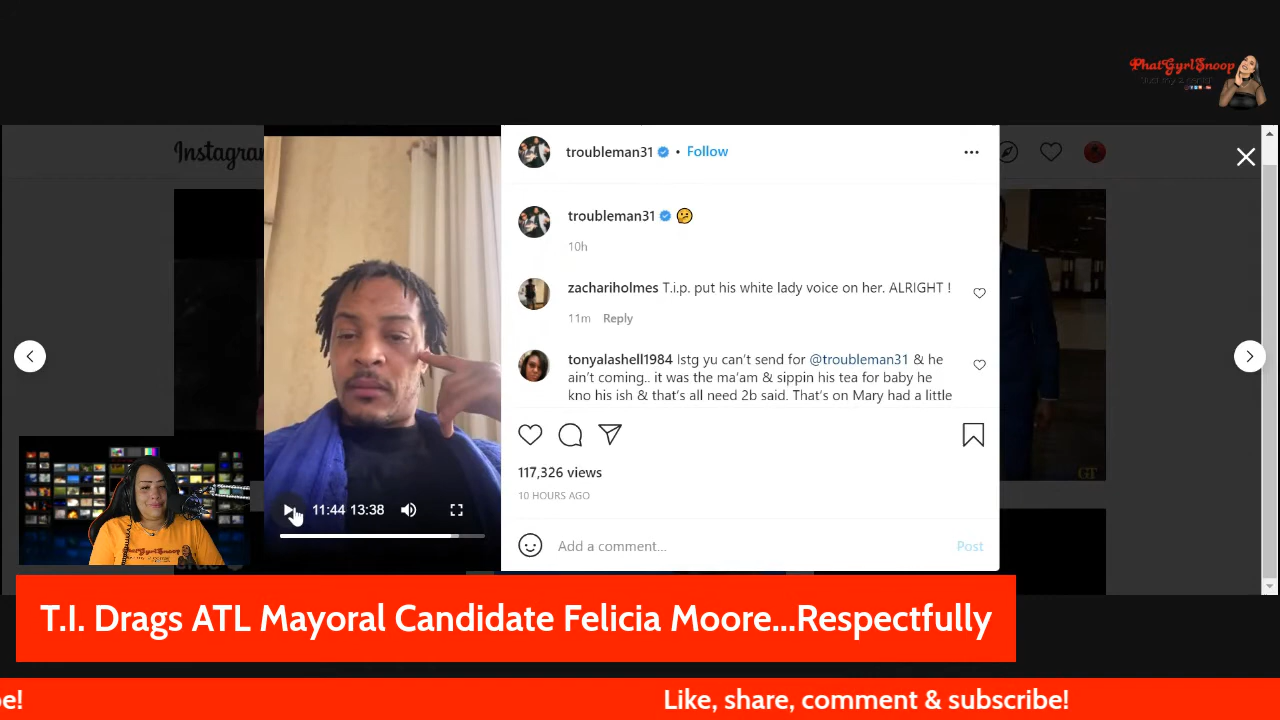 PhatGyrlSnoop
Instagram
troubleman31 • Follow
troubleman31
10h
zachariholmes T.i.p. put his white lady voice on her. ALRIGHT !
11m Reply
tonyalashell1984 Istg yu can't send for @troubleman31 & he
ain't coming.. it was the ma'am & sippin his tea for baby he
kno his ish & that's all need 2b said. That's on Mary had a little
117,326 views
10 HOURS AGO
Add a comment... Post
11:44 13:38
GT
PhatGyrlSnoop
T.I. Drags ATL Mayoral Candidate Felicia Moore...Respectfully
be! Like, share, comment & subscribe!